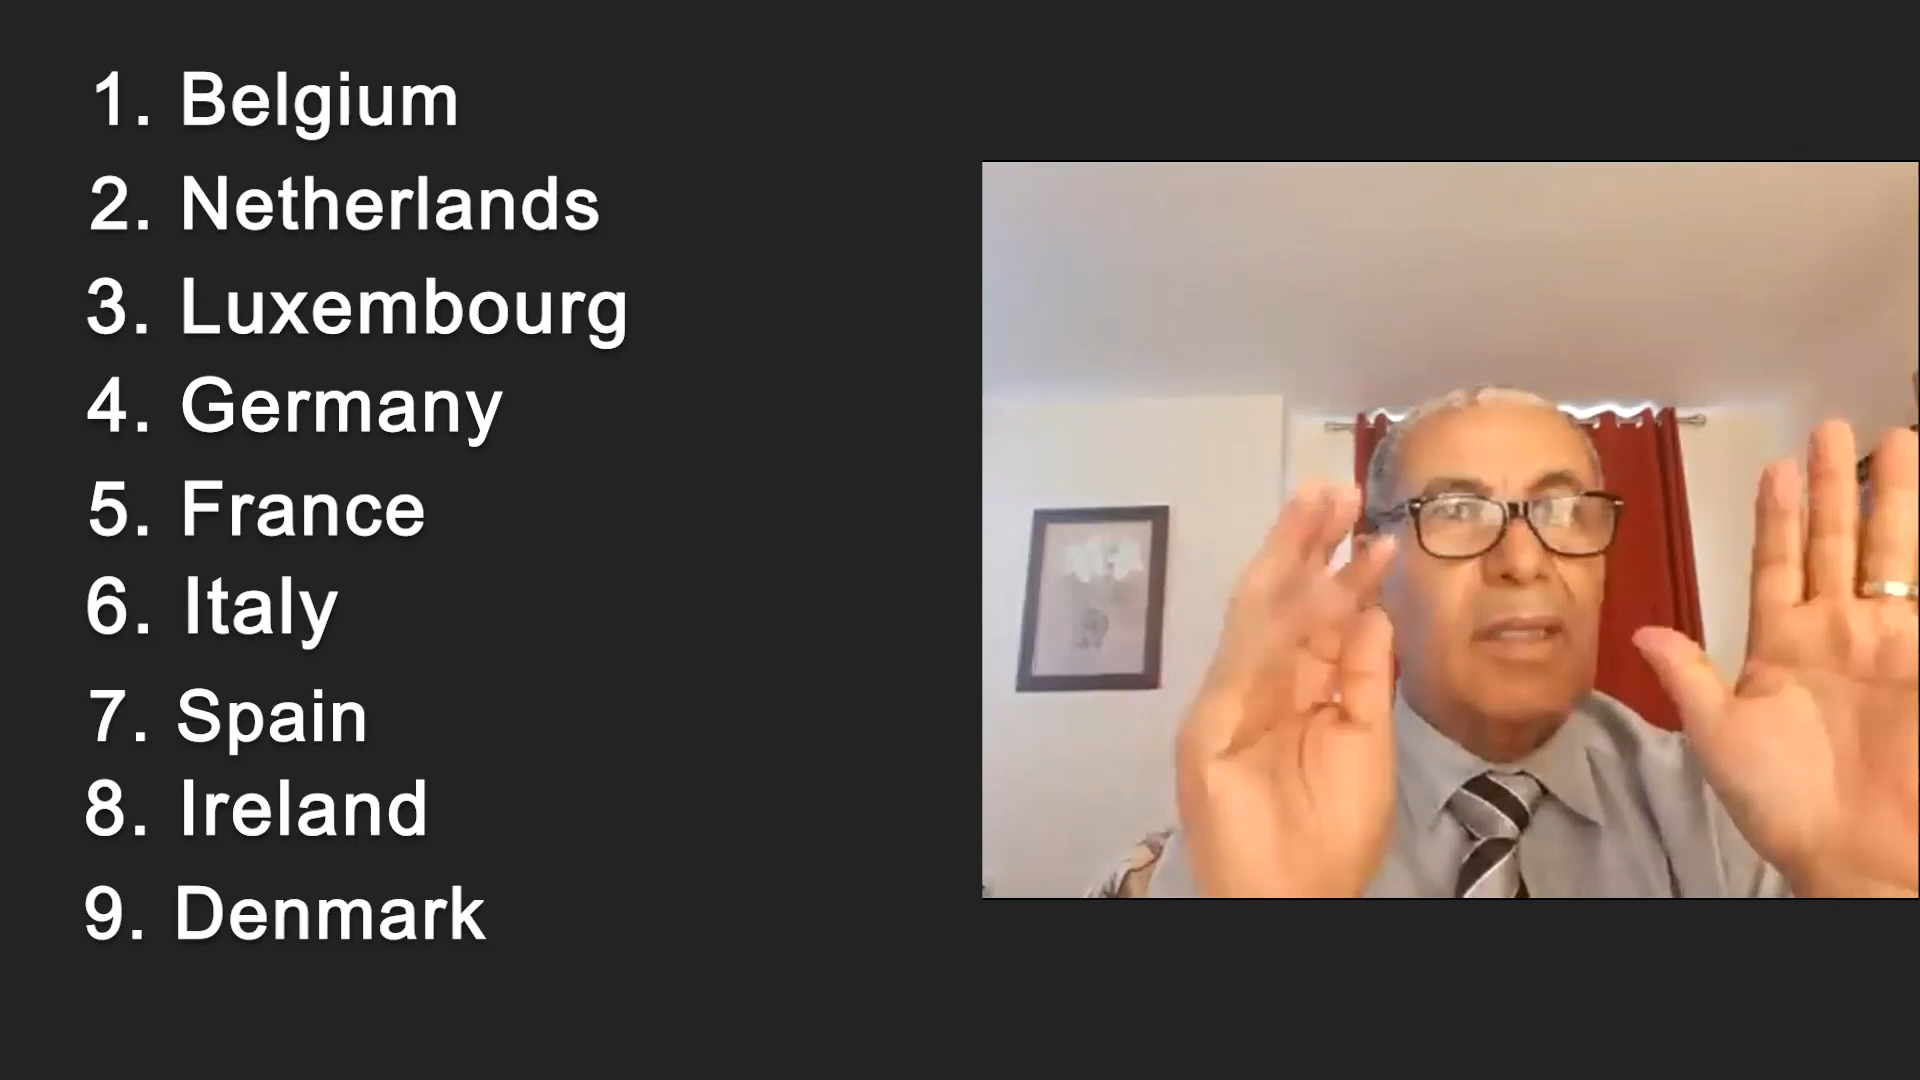 1. Belgium
2. Netherlands
3. Luxembourg
4. Germany
5. France
6. Italy
7. Spain
8. Ireland
9. Denmark